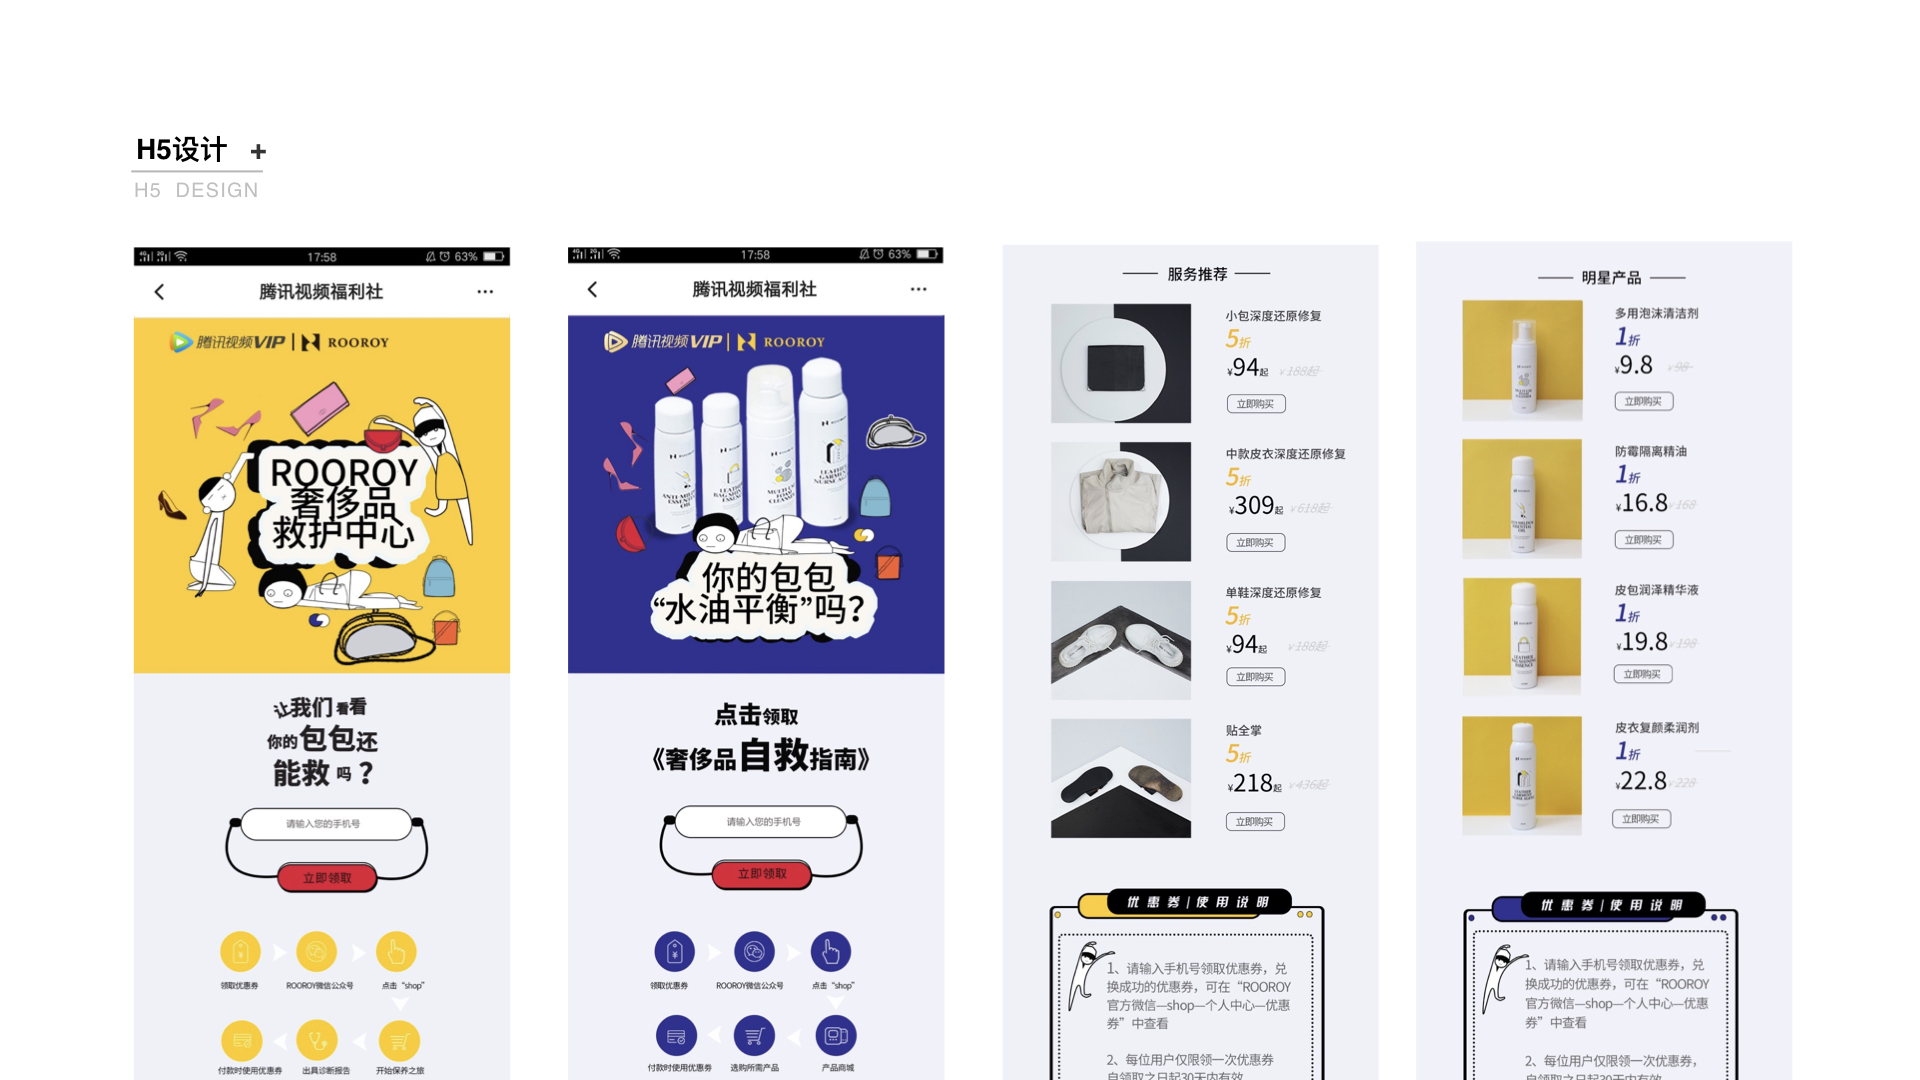 H5设计 +
H5 DESIGN
17:58
63%
腾讯视频福利社
腾讯视频VIP | ROOROY
ROOROY
奢侈品
救护中心
让我们看看
你的包包还
能救吗？
请输入您的手机号
立即领取
领取优惠券
ROOROY微信公众号
点击“shop”
付款时使用优惠券
出具诊断报告
开始保养之旅
17:58
63%
腾讯视频福利社
腾讯视频VIP | ROOROY
你的包包
“水油平衡”吗？
点击领取
《奢侈品自救指南》
请输入您的手机号
立即领取
领取优惠券
ROOROY微信公众号
点击“shop”
付款时使用优惠券
选购所需产品
产品商城
服务推荐
小包深度还原修复
5折
¥94起 ¥188起
立即购买
中款皮衣深度还原修复
5折
¥309起 ¥618起
立即购买
单鞋深度还原修复
5折
¥94起 ¥188起
立即购买
贴全掌
5折
¥218起 ¥436起
立即购买
优惠券|使用说明
1、请输入手机号领取优惠券，兑
换成功的优惠券，可在“ROOROY
官方微信—shop—个人中心—优惠
券”中查看
2、每位用户仅限领一次优惠券
自领取之日起30天内有效
明星产品
多用泡沫清洁剂
1折
¥9.8 ¥98
立即购买
防霉隔离精油
1折
¥16.8 ¥168
立即购买
皮包润泽精华液
1折
¥19.8 ¥198
立即购买
皮衣复颜柔润剂
1折
¥22.8 ¥228
立即购买
优惠券|使用说明
1、请输入手机号领取优惠券，兑
换成功的优惠券，可在“ROOROY
官方微信—shop—个人中心—优惠
券”中查看
2、每位用户仅限领一次优惠券，
自领取之日起30天内有效